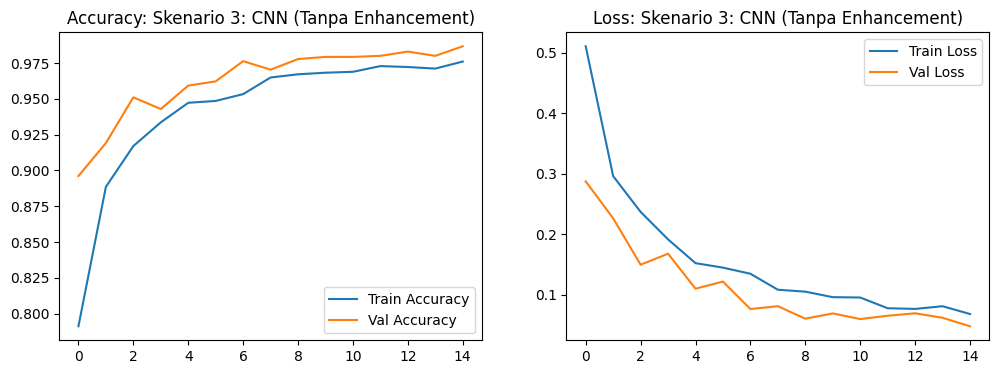 Accuracy: Skenario 3: CNN (Tanpa Enhancement)
0.975
0.950
0.925
0.900
0.875
0.850
0.825
0.800
Train Accuracy
Val Accuracy
0 2 4 6 8 10 12 14
Loss: Skenario 3: CNN (Tanpa Enhancement)
Train Loss
Val Loss
0.5
0.4
0.3
0.2
0.1
0 2 4 6 8 10 12 14